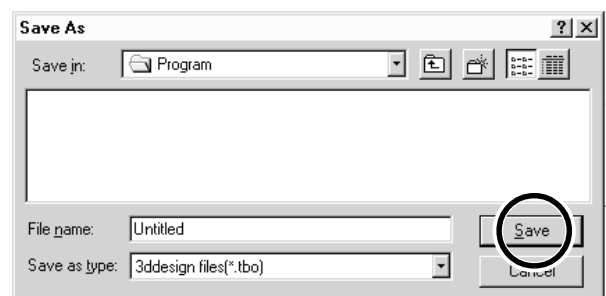 Save As
Save in: Program
File name: Untitled Save
Save as type: 3ddesign files(*.tbo) Cancel